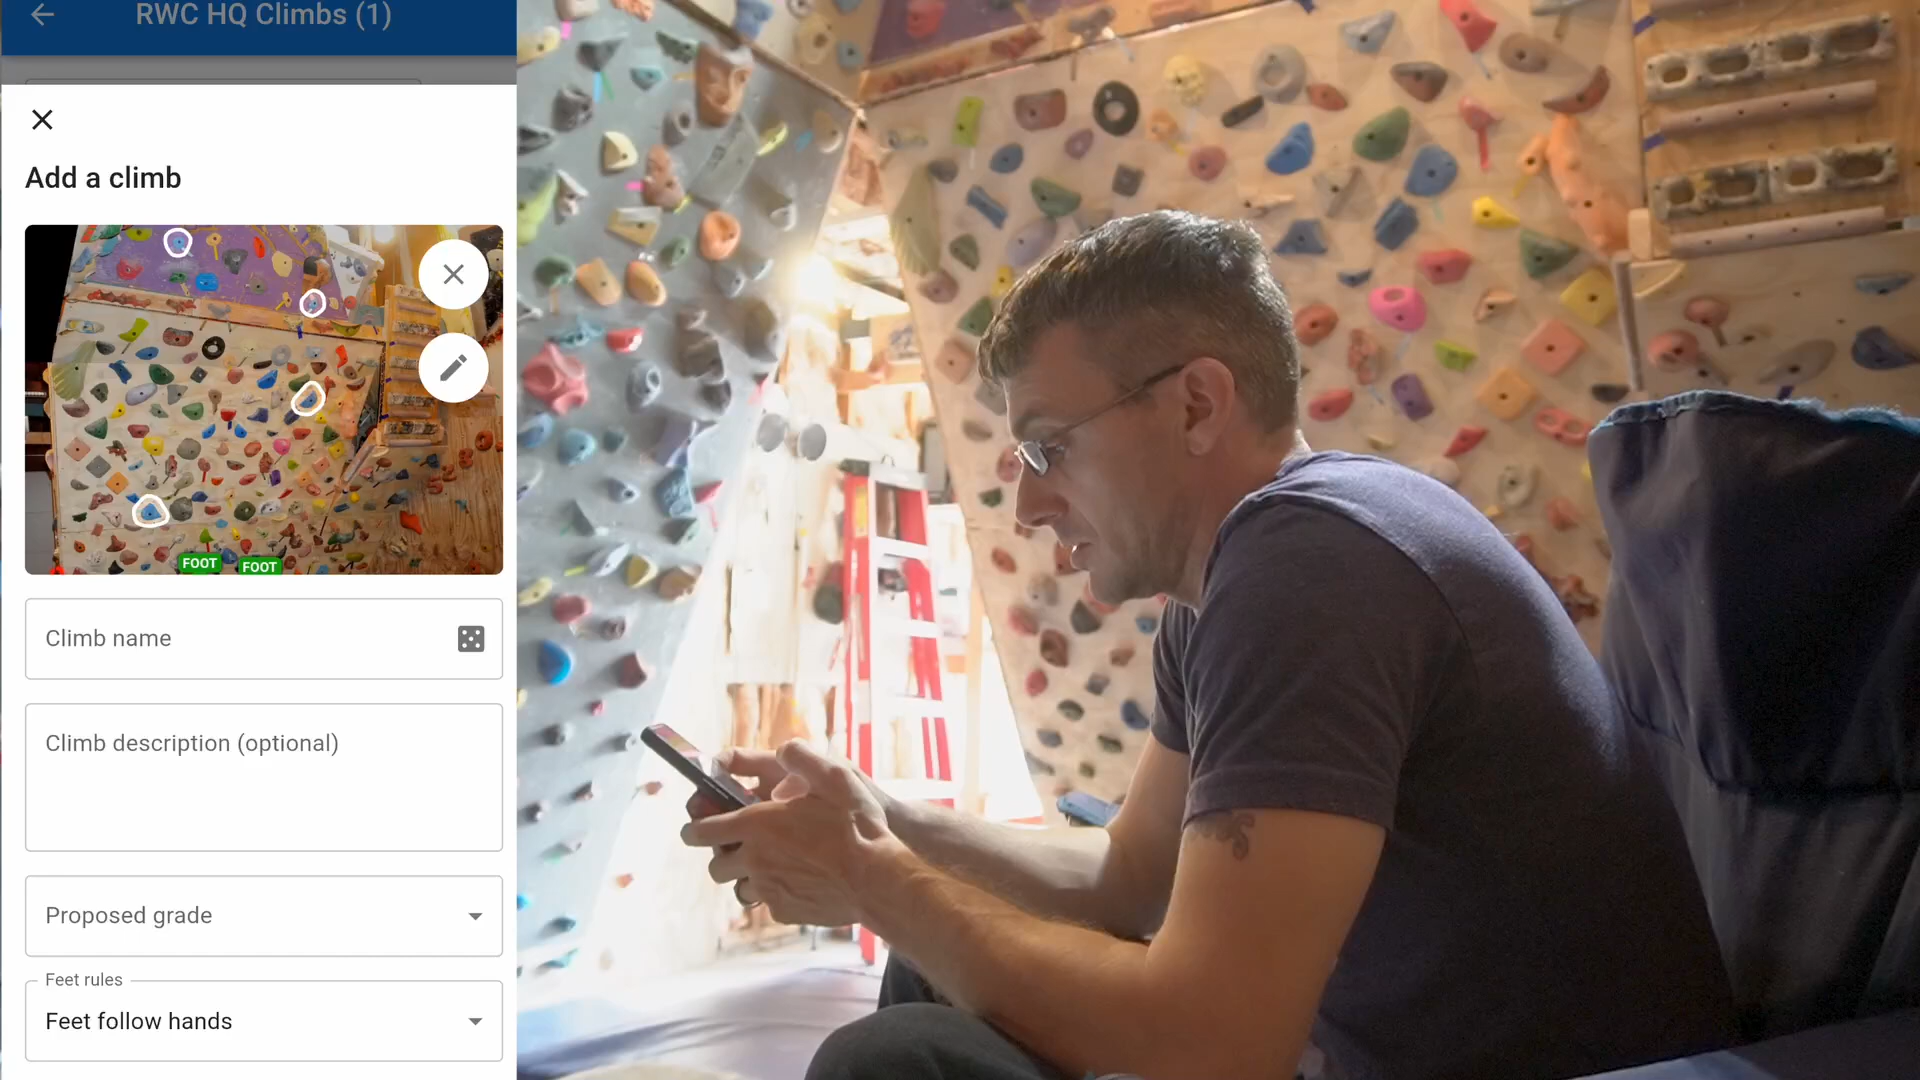 RWC HQ Climbs (1)
Add a climb
FOOT
FOOT
Climb name
Climb description (optional)
Proposed grade
Feet rules
Feet follow hands